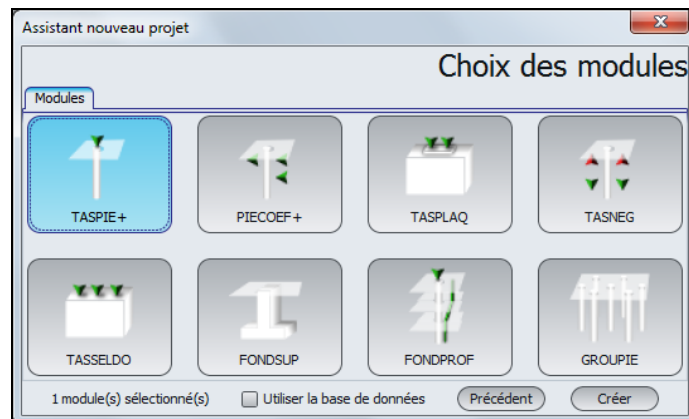 Assistant nouveau projet
Choix des modules
Modules
TASPIE+
PIECOEF+
TASPLAQ
TASNEG
TASSELDO
FONDSUP
FONDPROF
GROUPIE
1 module(s) sélectionné(s)
Utiliser la base de données
Précédent
Créer